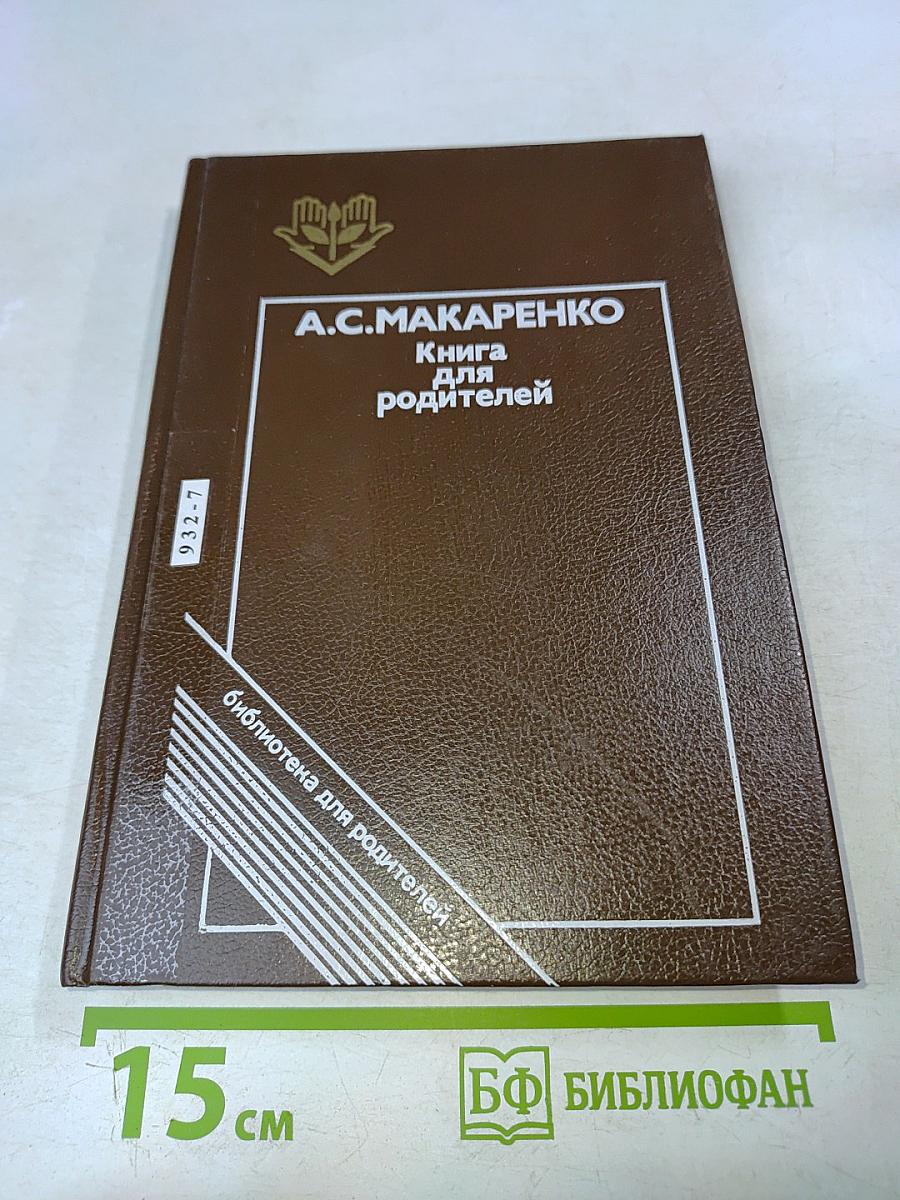 А.С.МАКАРЕНКО
Книга
для
родителей
932-7
библиотека для родителей
15 см
БФ БИБЛИОФАН